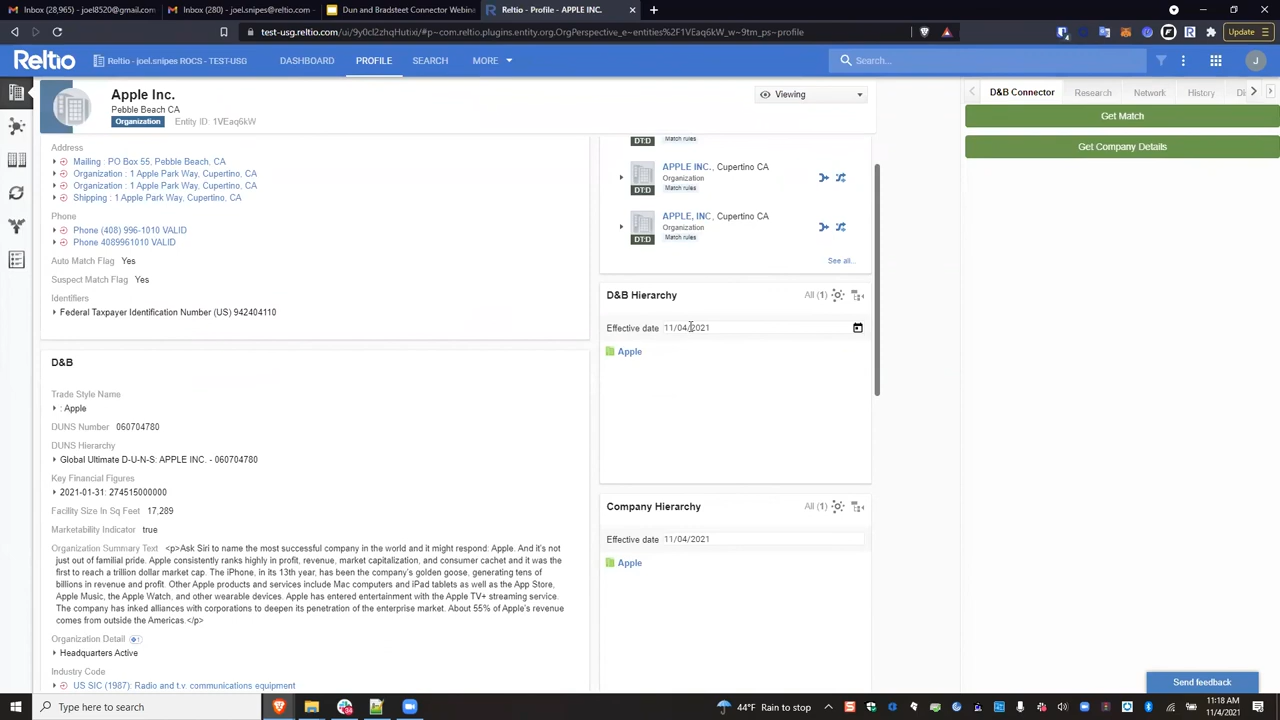 Inbox (28,965) - joel8520@gmail.com
Inbox (280) - joel.snipes@reltio.com
Dun and Bradsteet Connector Webina
Reltio - Profile - APPLE INC.
test-usg.reltio.com/ui/9y0cl2zhqHutixi/#p~com.reltio.plugins.entity.org.OrgPerspective_e~entities%2F1VEaq6kW_w~9tm_ps~profile
Update
Reltio
Reltio - joel.snipes ROCS - TEST-USG
DASHBOARD
PROFILE
SEARCH
MORE
Search...
J
Apple Inc.
Pebble Beach CA
Organization
Entity ID: 1VEaq6kW
Viewing
D&B Connector
Research
Network
History
Get Match
Get Company Details
Address
Mailing : PO Box 55, Pebble Beach, CA
Organization : 1 Apple Park Way, Cupertino, CA
Organization : 1 Apple Park Way, Cupertino, CA
Shipping : 1 Apple Park Way, Cupertino, CA
Phone
Phone (408) 996-1010 VALID
Phone 4089961010 VALID
Auto Match Flag Yes
Suspect Match Flag Yes
Identifiers
Federal Taxpayer Identification Number (US) 942404110
D&B
Trade Style Name
: Apple
DUNS Number 060704780
DUNS Hierarchy
Global Ultimate D-U-N-S: APPLE INC. - 060704780
Key Financial Figures
2021-01-31: 274515000000
Facility Size In Sq Feet 17,289
Marketability Indicator true
Organization Summary Text <p>Ask Siri to name the most successful company in the world and it might respond: Apple. And it's not
just out of familial pride. Apple consistently ranks highly in profit, revenue, market capitalization, and consumer cachet and it was the
first to reach a trillion dollar market cap. The iPhone, in its 13th year, has been the company's golden goose, generating tens of
billions in revenue and profit. Other Apple products and services include Mac computers and iPad tablets as well as the App Store,
Apple Music, the Apple Watch, and other wearable devices. Apple has entered entertainment with the Apple TV+ streaming service.
The company has inked alliances with corporations to deepen its penetration of the enterprise market. About 55% of Apple's revenue
comes from outside the Americas.</p>
Organization Detail
Headquarters Active
Industry Code
US SIC (1987): Radio and t.v. communications equipment
DT:D
Match rules
APPLE INC., Cupertino CA
Organization
DT:D
Match rules
APPLE, INC, Cupertino CA
Organization
DT:D
Match rules
See all...
D&B Hierarchy
All (1)
Effective date 11/04/2021
Apple
Company Hierarchy
All (1)
Effective date 11/04/2021
Apple
Send feedback
Type here to search
44°F Rain to stop
11:18 AM
11/4/2021